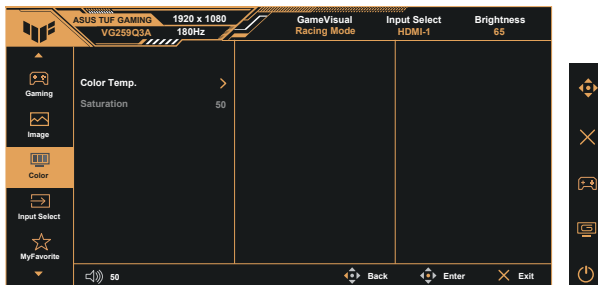 ASUS TUF GAMING
VG259Q3A
1920 x 1080
180Hz
GameVisual
Racing Mode
Input Select
HDMI-1
Brightness
65
Gaming
Image
Color
Input Select
MyFavorite
Color Temp.
Saturation 50
50
Back
Enter
Exit